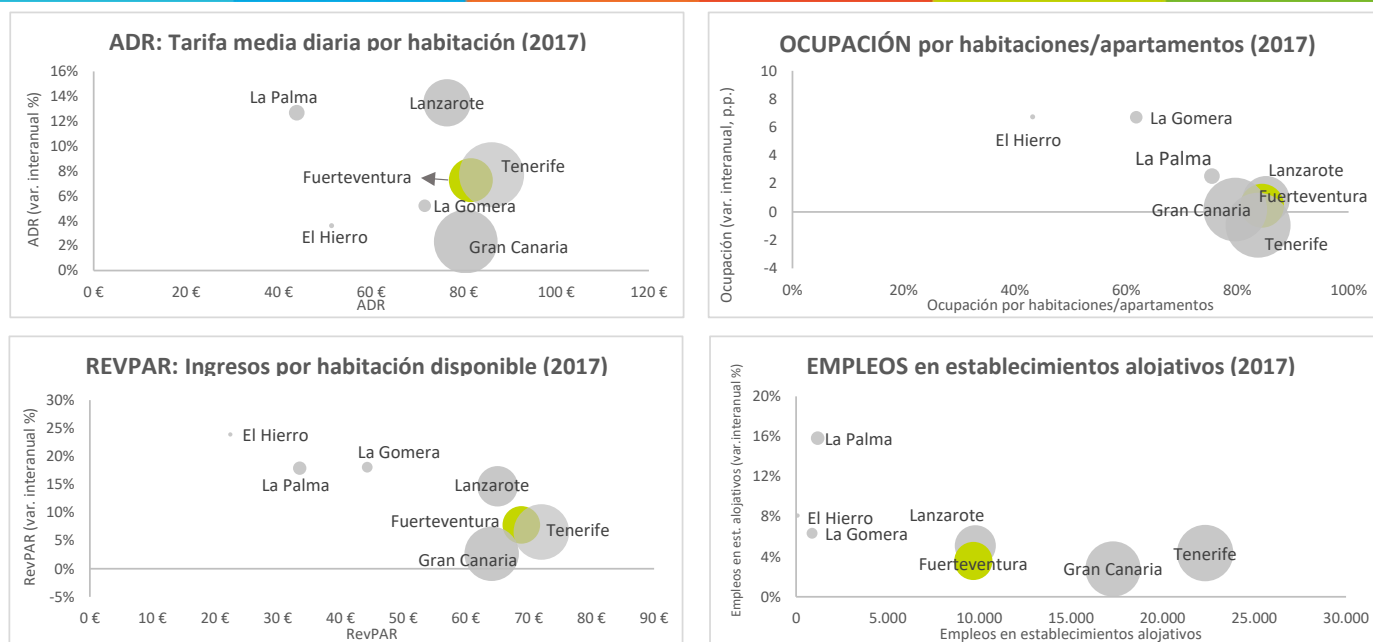 ADR: Tarifa media diaria por habitación (2017)
16%
14%
12%
10%
8%
6%
4%
2%
0%
ADR (var. interanual %)
La Palma
Lanzarote
Fuerteventura
Tenerife
La Gomera
El Hierro
Gran Canaria
0 €
20 €
40 €
60 €
80 €
100 €
120 €
ADR
OCUPACIÓN por habitaciones/apartamentos (2017)
10
8
6
4
2
0
-2
-4
Ocupación (var. interanual, p.p.)
El Hierro
La Gomera
La Palma
Lanzarote
Fuerteventura
Gran Canaria
Tenerife
0%
20%
40%
60%
80%
100%
Ocupación por habitaciones/apartamentos
REVPAR: Ingresos por habitación disponible (2017)
30%
25%
20%
15%
10%
5%
0%
-5%
RevPAR (var. interanual %)
El Hierro
La Gomera
La Palma
Lanzarote
Fuerteventura
Tenerife
Gran Canaria
0 €
10 €
20 €
30 €
40 €
50 €
60 €
70 €
80 €
90 €
RevPAR
EMPLEOS en establecimientos alojativos (2017)
20%
16%
12%
8%
4%
0%
Empleos en est. alojativos (var.interanual %)
La Palma
El Hierro
La Gomera
Lanzarote
Fuerteventura
Gran Canaria
Tenerife
0
5.000
10.000
15.000
20.000
25.000
30.000
Empleos en establecimientos alojativos